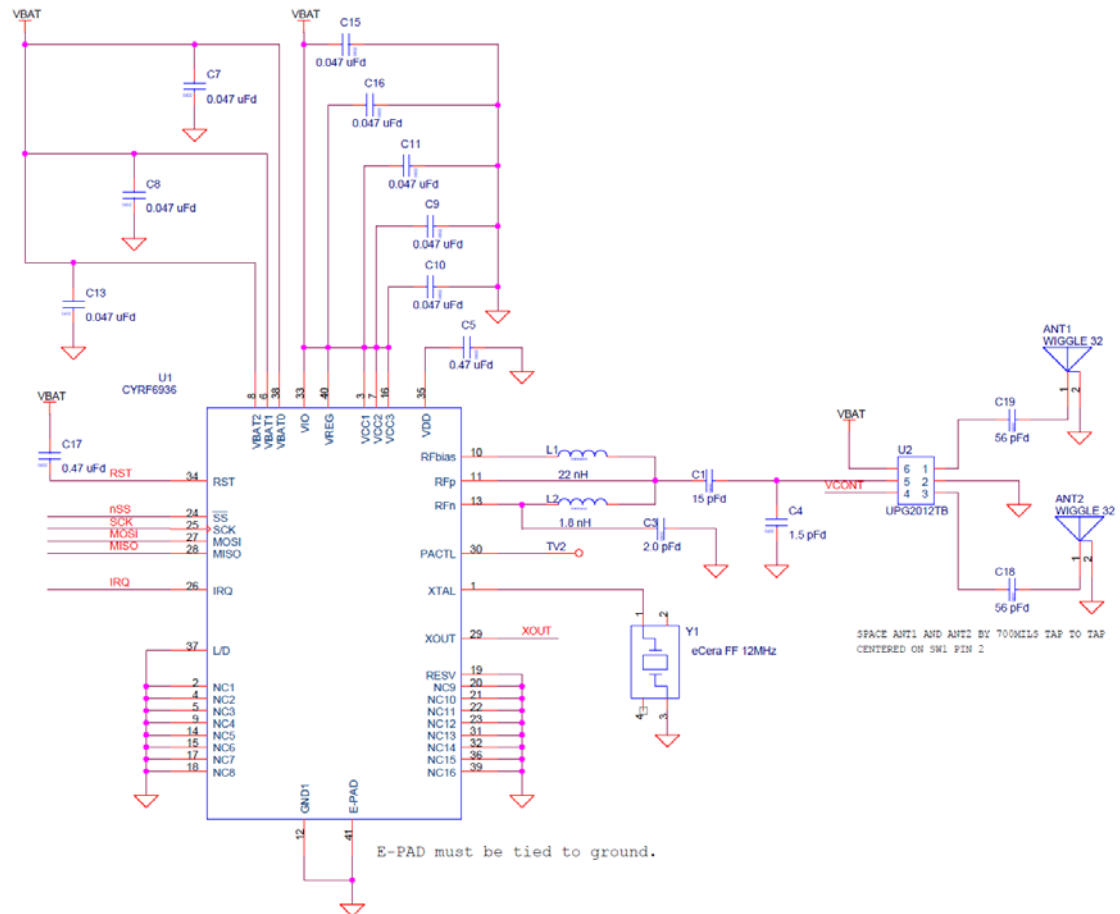 VBAT
VBAT
C15
0.047 uFd
C7
0.047 uFd
C16
0.047 uFd
C11
0.047 uFd
C8
0.047 uFd
C9
0.047 uFd
C10
0.047 uFd
C13
0.047 uFd
C5
0.47 uFd
U1
CYRF6936
8
6
38
33
40
3
7
16
35
VBAT2
VBAT1
VBAT0
VIO
VREG
VCC1
VCC2
VCC3
VDD
VBAT
C17
0.47 uFd
RST
34
RST
nSS
24
SS
SCK
25
SCK
MOSI
27
MOSI
MISO
28
MISO
IRQ
26
IRQ
37
L/D
2
NC1
4
NC2
5
NC3
9
NC4
14
NC5
15
NC6
17
NC7
18
NC8
RFbias
10
RFp
11
RFn
13
PACTL
30
XTAL
1
XOUT
29
XOUT
RESV
19
NC9
20
NC10
21
NC11
22
NC12
23
NC13
31
NC14
32
NC15
36
NC16
39
GND1
E-PAD
12
41
E-PAD must be tied to ground.
L1
22 nH
L2
1.8 nH
C1
15 pFd
C3
2.0 pFd
C4
1.5 pFd
TV2
1
2
Y1
eCera FF 12MHz
4
3
VBAT
VCONT
U2
6
1
5
2
4
3
UPG2012TB
C19
56 pFd
C18
56 pFd
ANT1
WIGGLE 32
1
2
ANT2
WIGGLE 32
1
2
SPACE ANT1 AND ANT2 BY 700MILS TAP TO TAP
CENTERED ON SW1 PIN 2